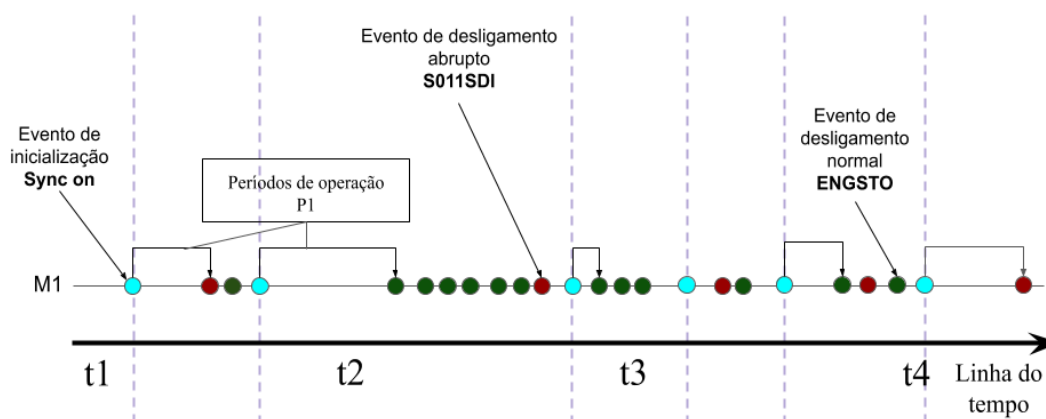 Evento de desligamento
abrupto
S011SDI
Evento de
inicialização
Sync on
Períodos de operação
P1
Evento de
desligamento
normal
ENGSTO
M1
t1
t2
t3
t4
Linha do
tempo